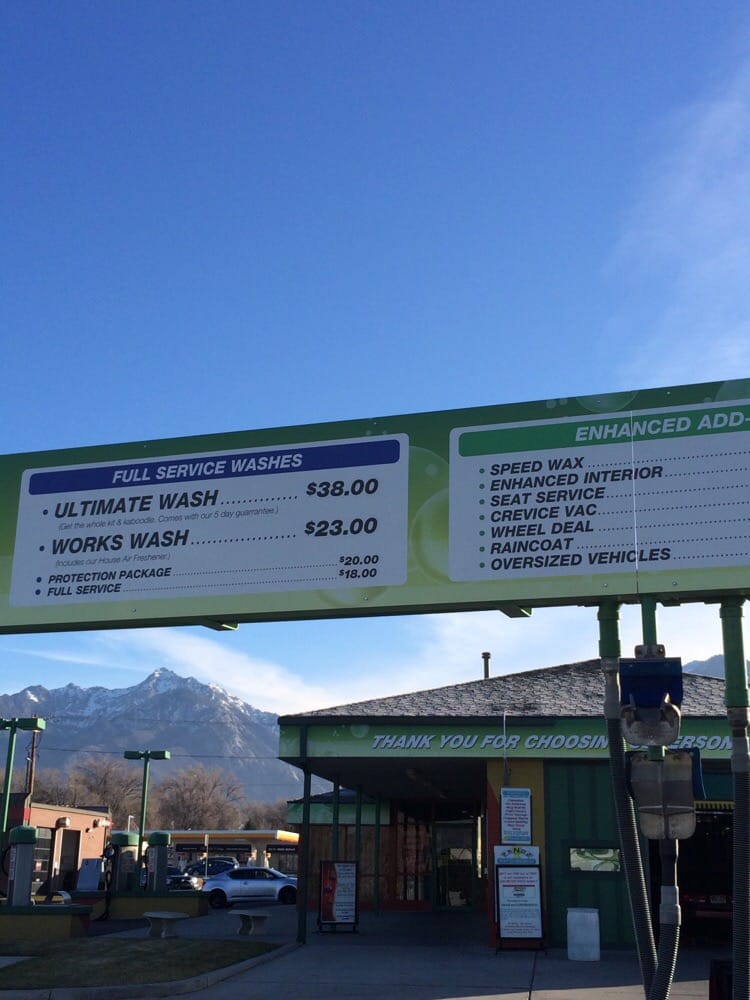 FULL SERVICE WASHES
• ULTIMATE WASH ............ $38.00
(Get the whole kit & kaboodle. Comes with our 5 day guarrantee.)
• WORKS WASH ................ $23.00
(Includes our House Air Freshener.)
• PROTECTION PACKAGE ........ $20.00
• FULL SERVICE ........ $18.00
ENHANCED ADD-
• SPEED WAX
• ENHANCED INTERIOR
• SEAT SERVICE
• CREVICE VAC
• WHEEL DEAL
• RAINCOAT
• OVERSIZED VEHICLES
THANK YOU FOR CHOOSIN PERSON